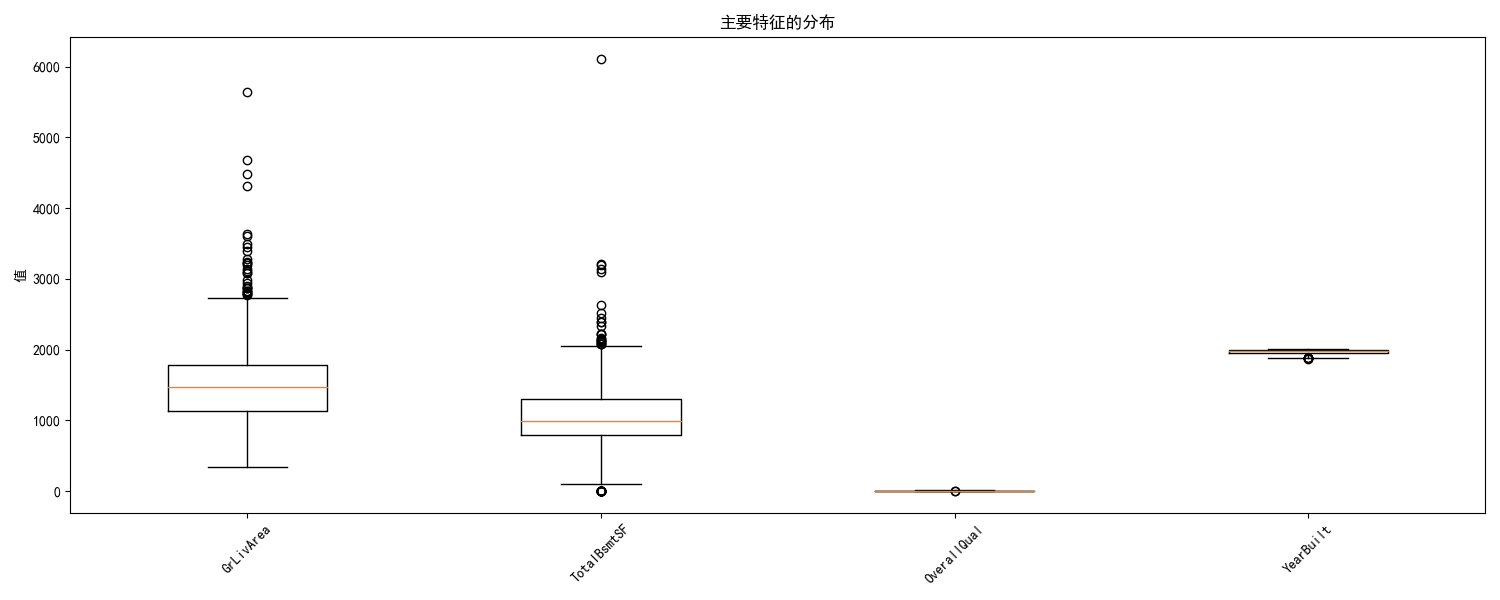 主要特征的分布
值
6000
5000
4000
3000
2000
1000
0
GrLivArea
TotalBsmtSF
OverallQual
YearBuilt